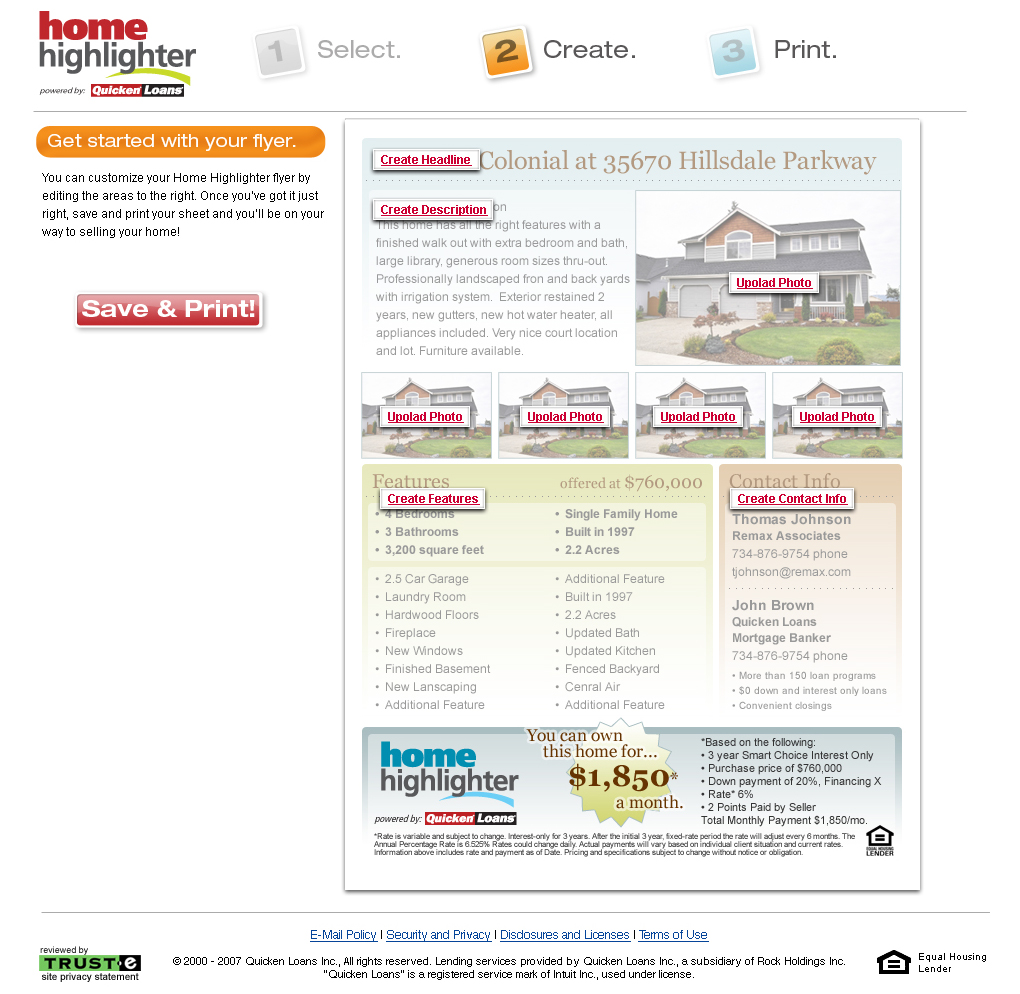 home
highlighter
powered by: Quicken Loans
1 Select.
2 Create.
3 Print.
Get started with your flyer.
You can customize your Home Highlighter flyer by
editing the areas to the right. Once you've got it just
right, save and print your sheet and you'll be on your
way to selling your home!
Save & Print!
Create Headline Colonial at 35670 Hillsdale Parkway
Create Description on
This home has all the right features with a
finished walk out with extra bedroom and bath,
large library, generous room sizes thru-out.
Professionally landscaped fron and back yards
with irrigation system. Exterior restained 2
years, new gutters, new hot water heater, all
appliances included. Very nice court location
and lot. Furniture available.
Upolad Photo
Upolad Photo
Upolad Photo
Upolad Photo
Upolad Photo
Features offered at $760,000
Create Features
• 4 Bedrooms
• 3 Bathrooms
• 3,200 square feet
• Single Family Home
• Built in 1997
• 2.2 Acres
• 2.5 Car Garage
• Laundry Room
• Hardwood Floors
• Fireplace
• New Windows
• Finished Basement
• New Lanscaping
• Additional Feature
• Additional Feature
• Built in 1997
• 2.2 Acres
• Updated Bath
• Updated Kitchen
• Fenced Backyard
• Cenral Air
• Additional Feature
Contact Info
Create Contact Info
Thomas Johnson
Remax Associates
734-876-9754 phone
tjohnson@remax.com
John Brown
Quicken Loans
Mortgage Banker
734-876-9754 phone
• More than 150 loan programs
• $0 down and interest only loans
• Convenient closings
home
highlighter
powered by: Quicken Loans
You can own
this home for...
$1,850*
a month.
*Based on the following:
• 3 year Smart Choice Interest Only
• Purchase price of $760,000
• Down payment of 20%, Financing X
• Rate* 6%
• 2 Points Paid by Seller
Total Monthly Payment $1,850/mo.
*Rate is variable and subject to change. Interest-only for 3 years. After the initial 3 year, fixed-rate period the rate will adjust every 6 months. The
Annual Percentage Rate is 6.525% Rates could change daily. Actual payments will vary based on individual client situation and current rates.
Information above includes rate and payment as of Date. Pricing and specifications subject to change without notice or obligation.
EQUAL HOUSING
LENDER
E-Mail Policy | Security and Privacy | Disclosures and Licenses | Terms of Use
reviewed by
TRUST·e
site privacy statement
© 2000 - 2007 Quicken Loans Inc., All rights reserved. Lending services provided by Quicken Loans Inc., a subsidiary of Rock Holdings Inc.
"Quicken Loans" is a registered service mark of Intuit Inc., used under license.
Equal Housing
Lender